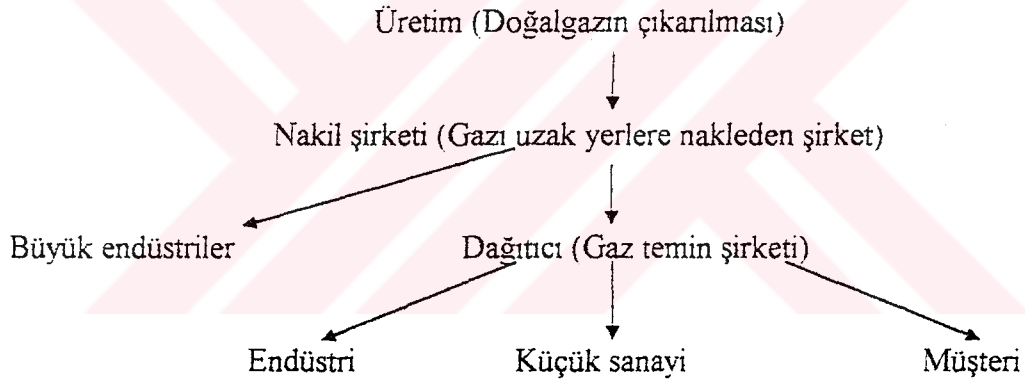 Üretim (Doğalgazın çıkarılması)
Nakil şirketi (Gazı uzak yerlere nakleden şirket)
Büyük endüstriler
Dağıtıcı (Gaz temin şirketi)
Endüstri
Küçük sanayi
Müşteri